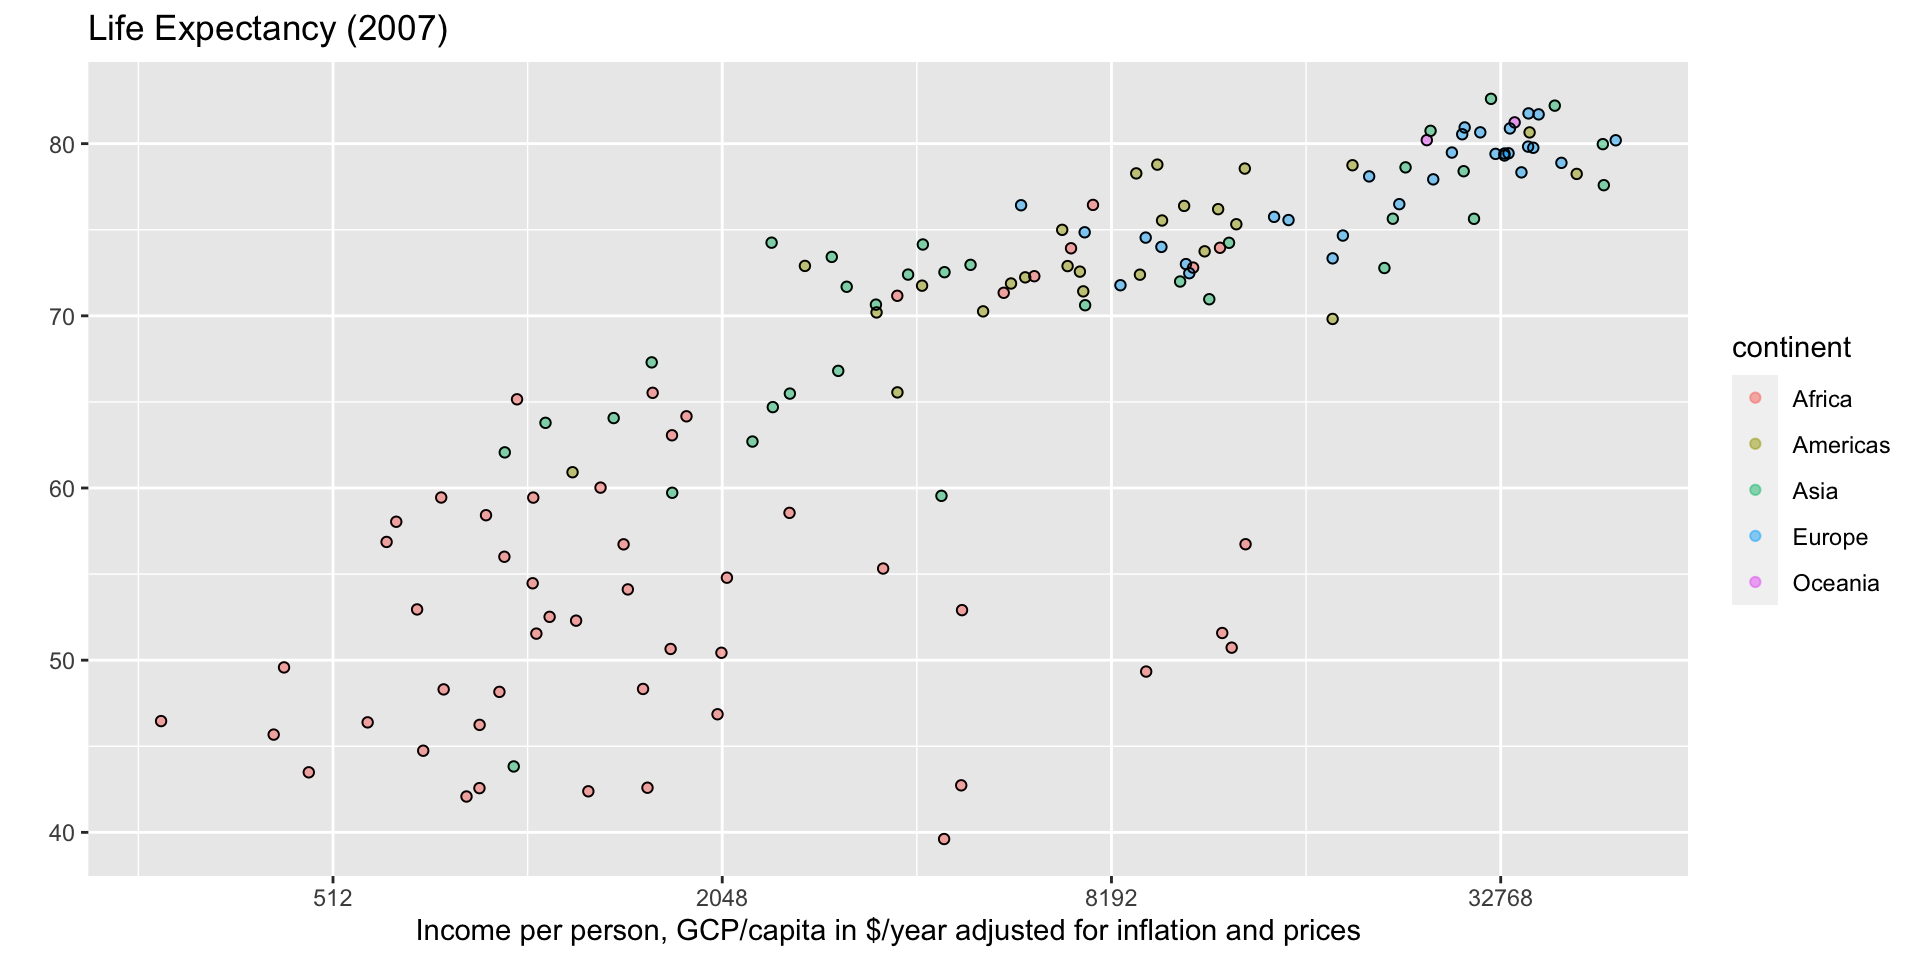 Life Expectancy (2007)
80
70
60
50
40
512
2048
8192
32768
Income per person, GCP/capita in $/year adjusted for inflation and prices
continent
Africa
Americas
Asia
Europe
Oceania